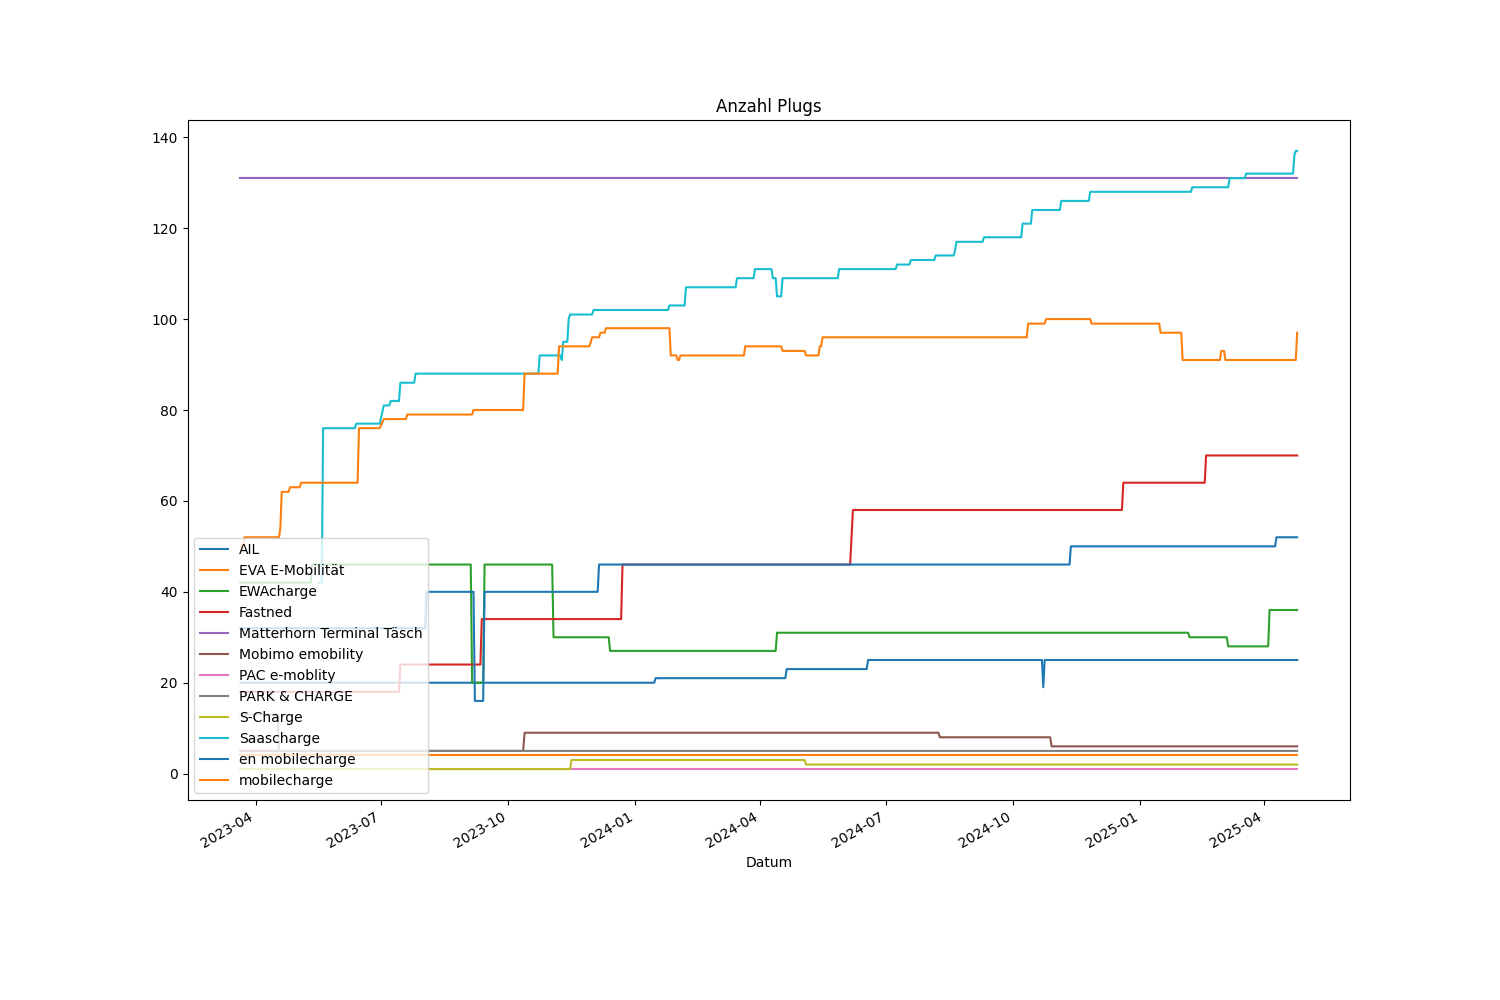 Anzahl Plugs
140
120
100
80
60
40
20
0
AIL
EVA E-Mobilität
EWAcharge
Fastned
Matterhorn Terminal Täsch
Mobimo emobility
PAC e-moblity
PARK & CHARGE
S-Charge
Saascharge
en mobilecharge
mobilecharge
2023-04
2023-07
2023-10
2024-01
2024-04
2024-07
2024-10
2025-01
2025-04
Datum